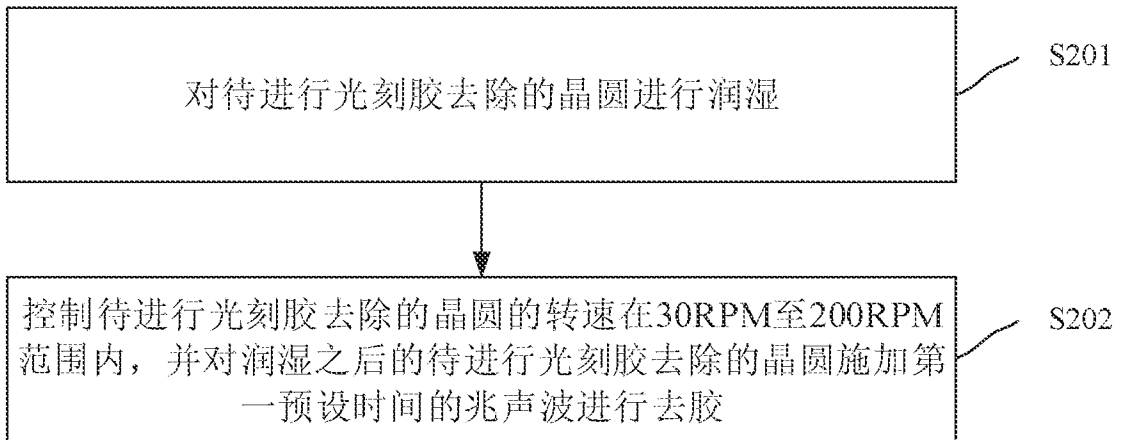 对待进行光刻胶去除的晶圆进行润湿
S201
控制待进行光刻胶去除的晶圆的转速在30RPM至200RPM
范围内，并对润湿之后的待进行光刻胶去除的晶圆施加第
一预设时间的兆声波进行去胶
S202